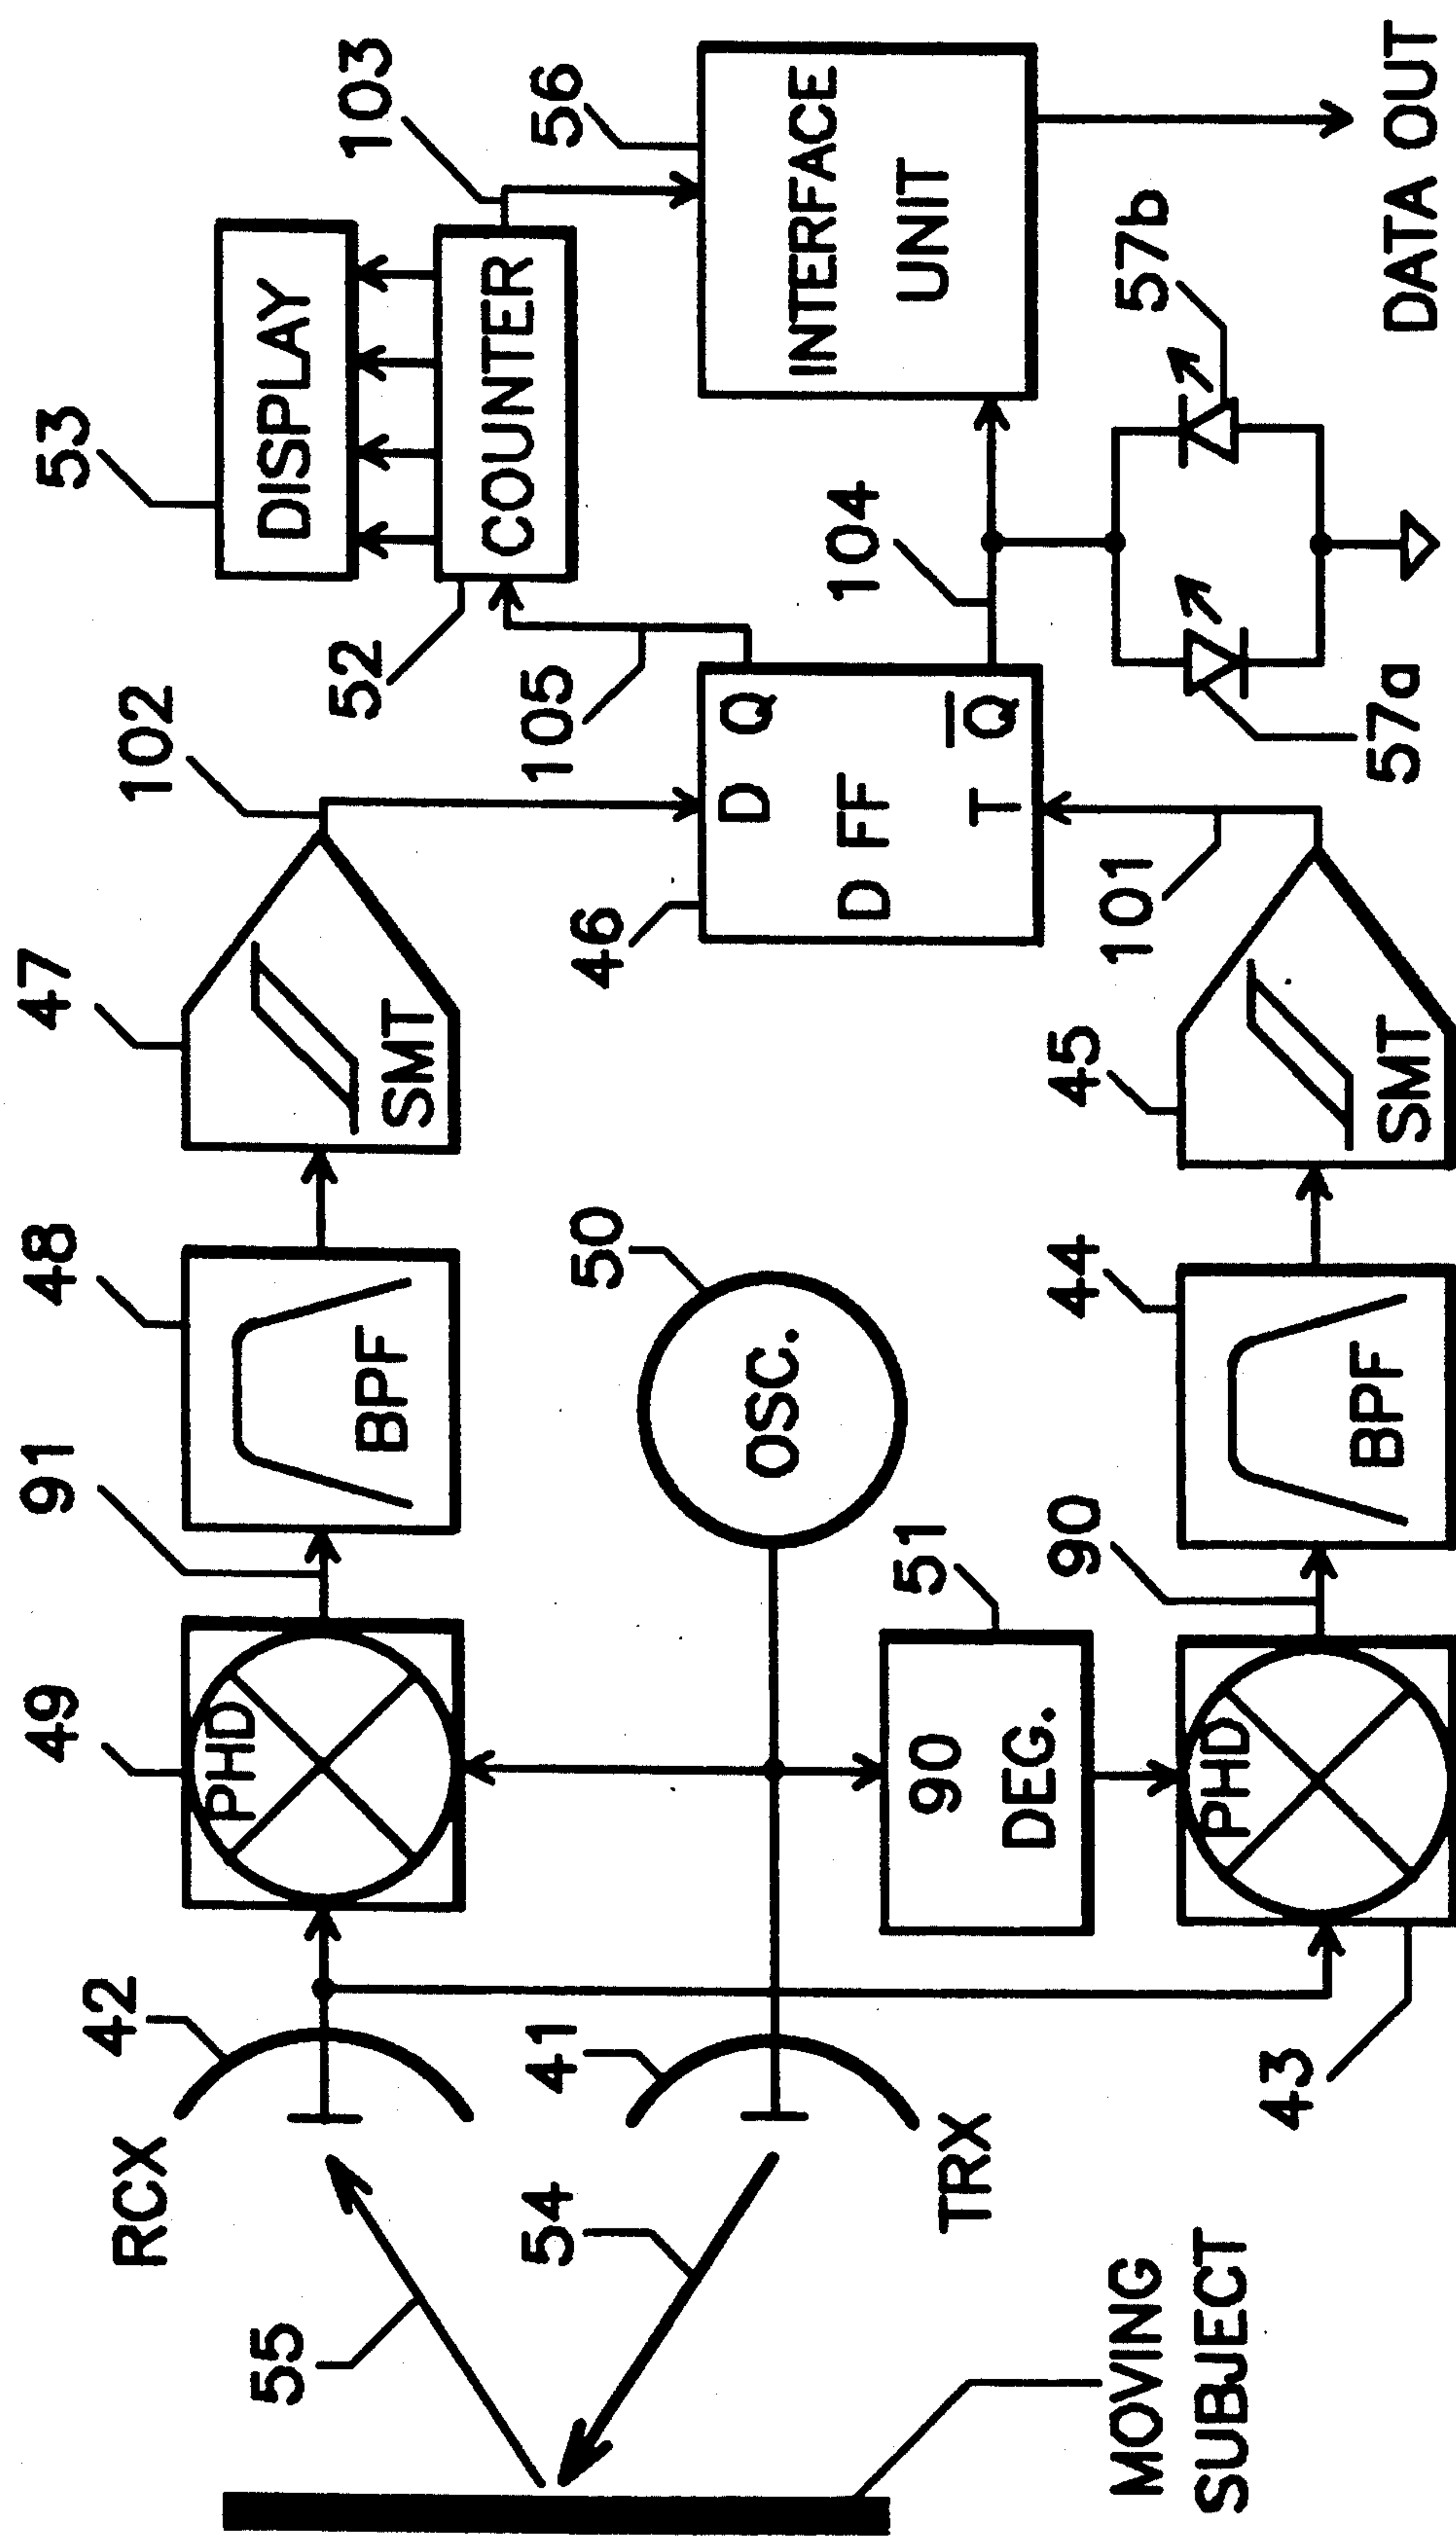 53
DISPLAY
103
52
COUNTER
56
INTERFACE
UNIT
102
105
104
57b
57a
DATA OUT
47
SMT
46
D
Q
D FF
T
Q̅
101
45
SMT
48
BPF
91
50
OSC.
44
BPF
90
49
PHD
51
90
DEG.
PHD
43
42
RCX
41
TRX
55
54
MOVING
SUBJECT